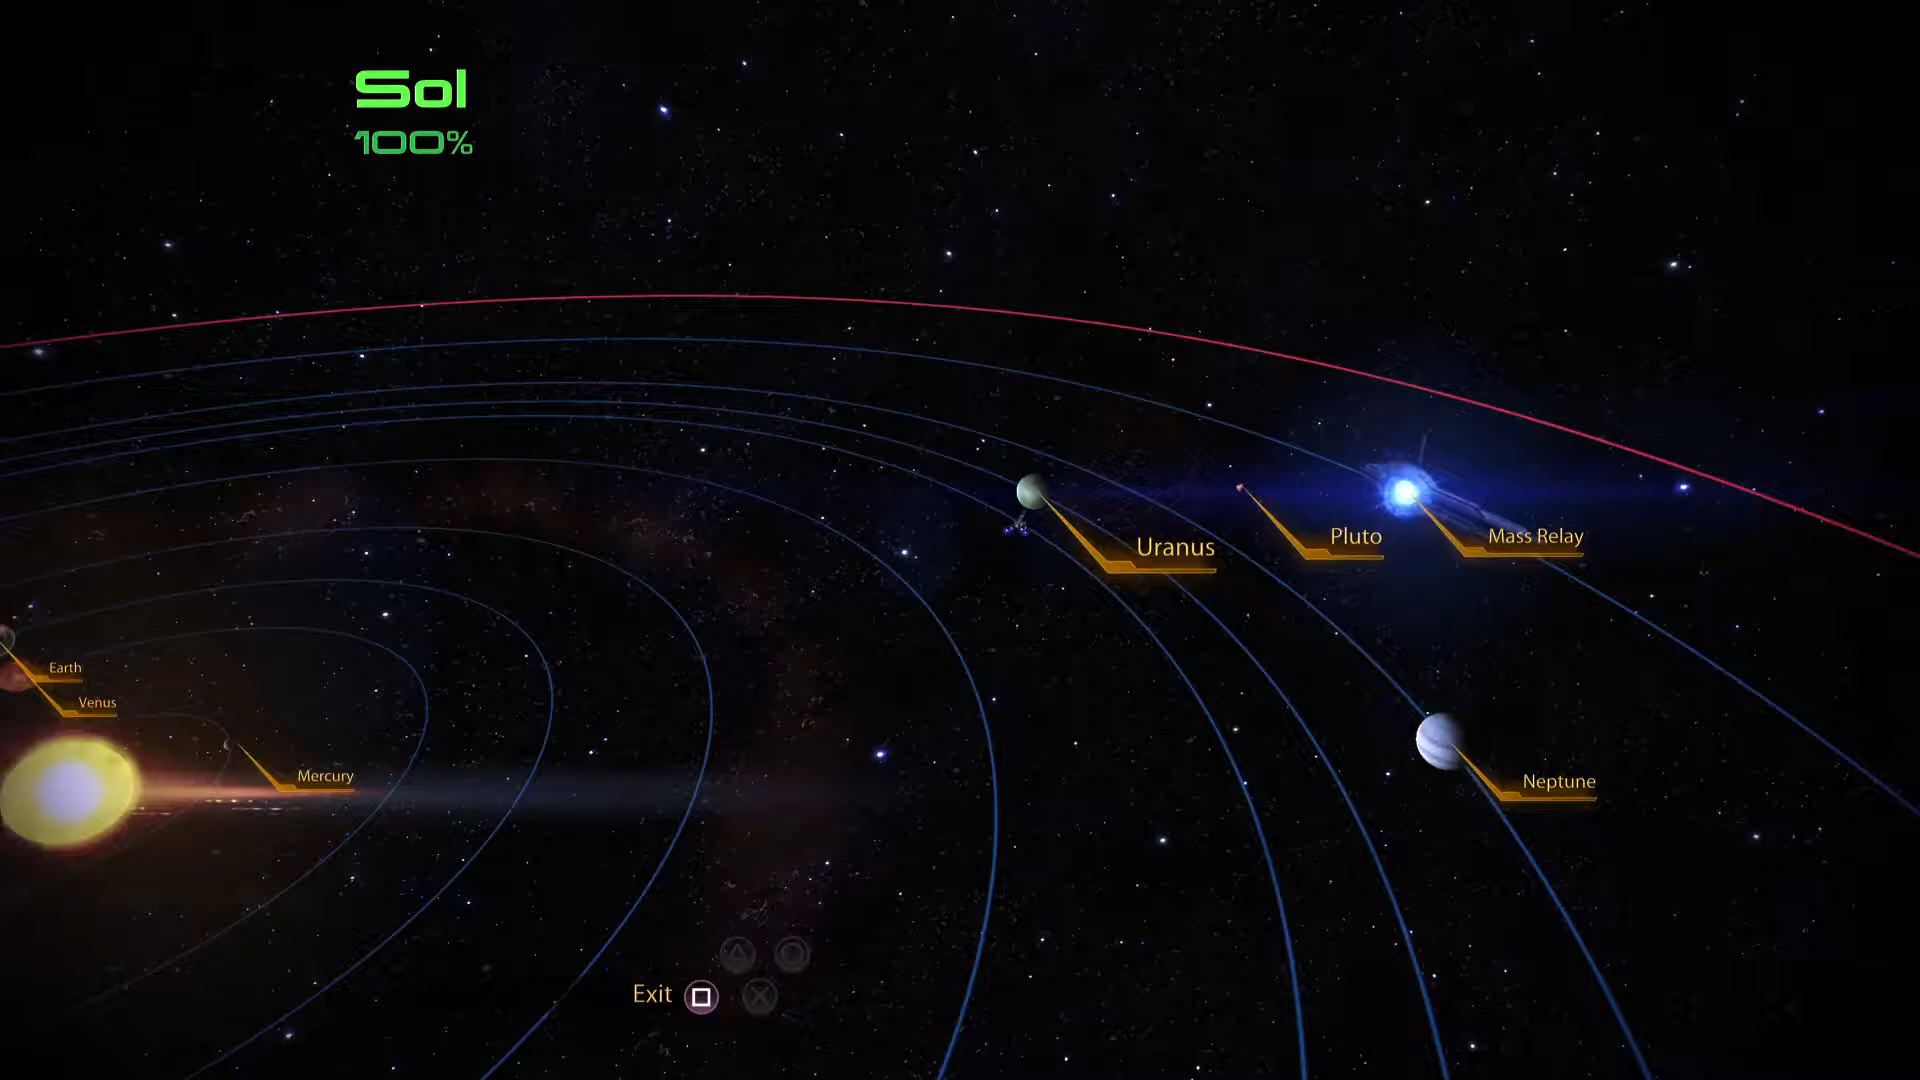 Sol
100%
Uranus
Pluto
Mass Relay
Earth
Venus
Mercury
Neptune
Exit